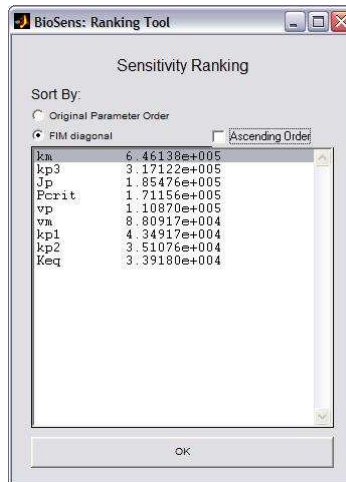 BioSens: Ranking Tool
Sensitivity Ranking
Sort By:
Original Parameter Order
FIM diagonal
Ascending Order
km 6.46138e+005
kp3 3.17122e+005
Jp 1.85476e+005
Pcrit 1.71156e+005
vp 1.10870e+005
vm 8.80917e+004
kp1 4.34917e+004
kp2 3.51076e+004
Keq 3.39180e+004
OK